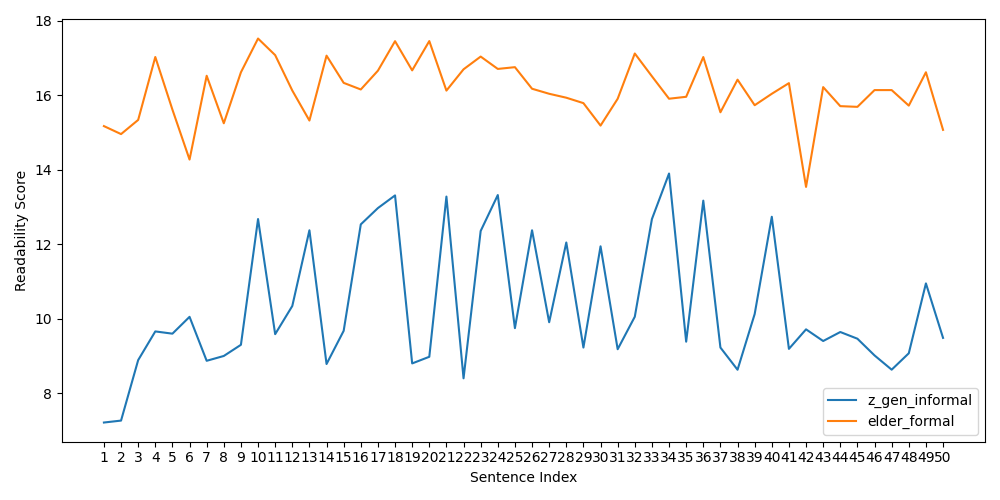 18
16
14
12
10
8
Readability Score
1 2 3 4 5 6 7 8 9 10 11 12 13 14 15 16 17 18 19 20 21 22 23 24 25 26 27 28 29 30 31 32 33 34 35 36 37 38 39 40 41 42 43 44 45 46 47 48 49 50
Sentence Index
z_gen_informal
elder_formal